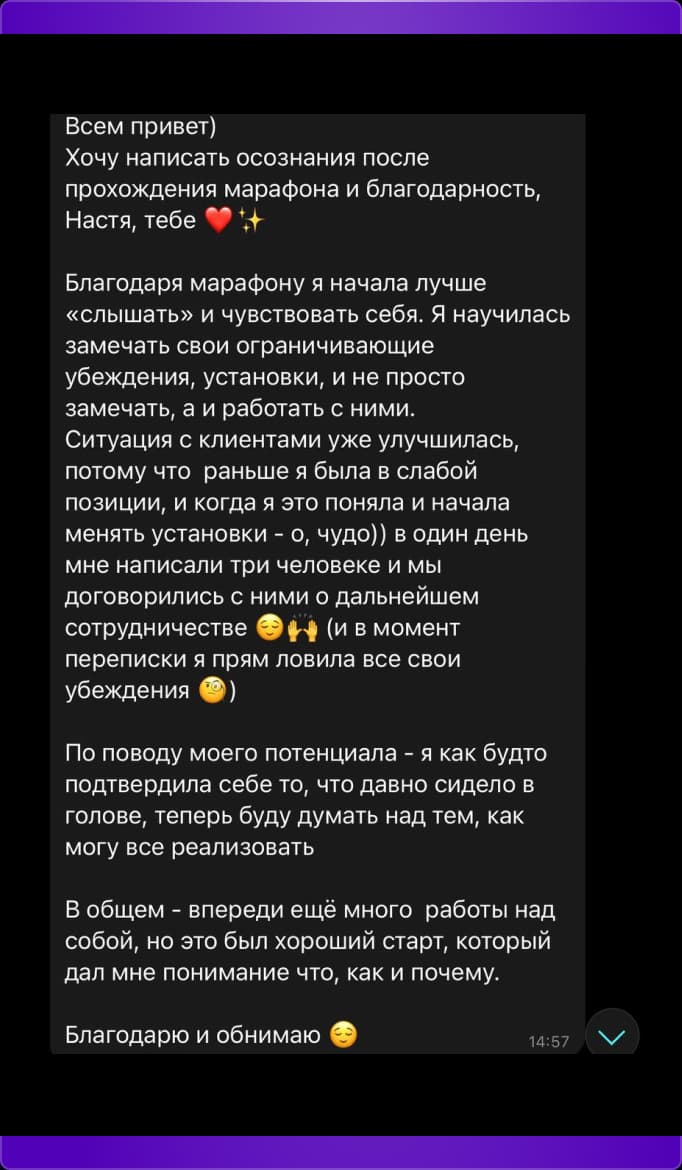 Всем привет)
Хочу написать осознания после
прохождения марафона и благодарность,
Настя, тебе ❤️✨
Благодаря марафону я начала лучше
«слышать» и чувствовать себя. Я научилась
замечать свои ограничивающие
убеждения, установки, и не просто
замечать, а и работать с ними.
Ситуация с клиентами уже улучшилась,
потому что  раньше я была в слабой
позиции, и когда я это поняла и начала
менять установки - о, чудо)) в один день
мне написали три человеке и мы
договорились с ними о дальнейшем
сотрудничестве 😌🙌 (и в момент
переписки я прям ловила все свои
убеждения 🧐)
По поводу моего потенциала - я как будто
подтвердила себе то, что давно сидело в
голове, теперь буду думать над тем, как
могу все реализовать
В общем - впереди ещё много  работы над
собой, но это был хороший старт, который
дал мне понимание что, как и почему.
Благодарю и обнимаю 😌
14:57